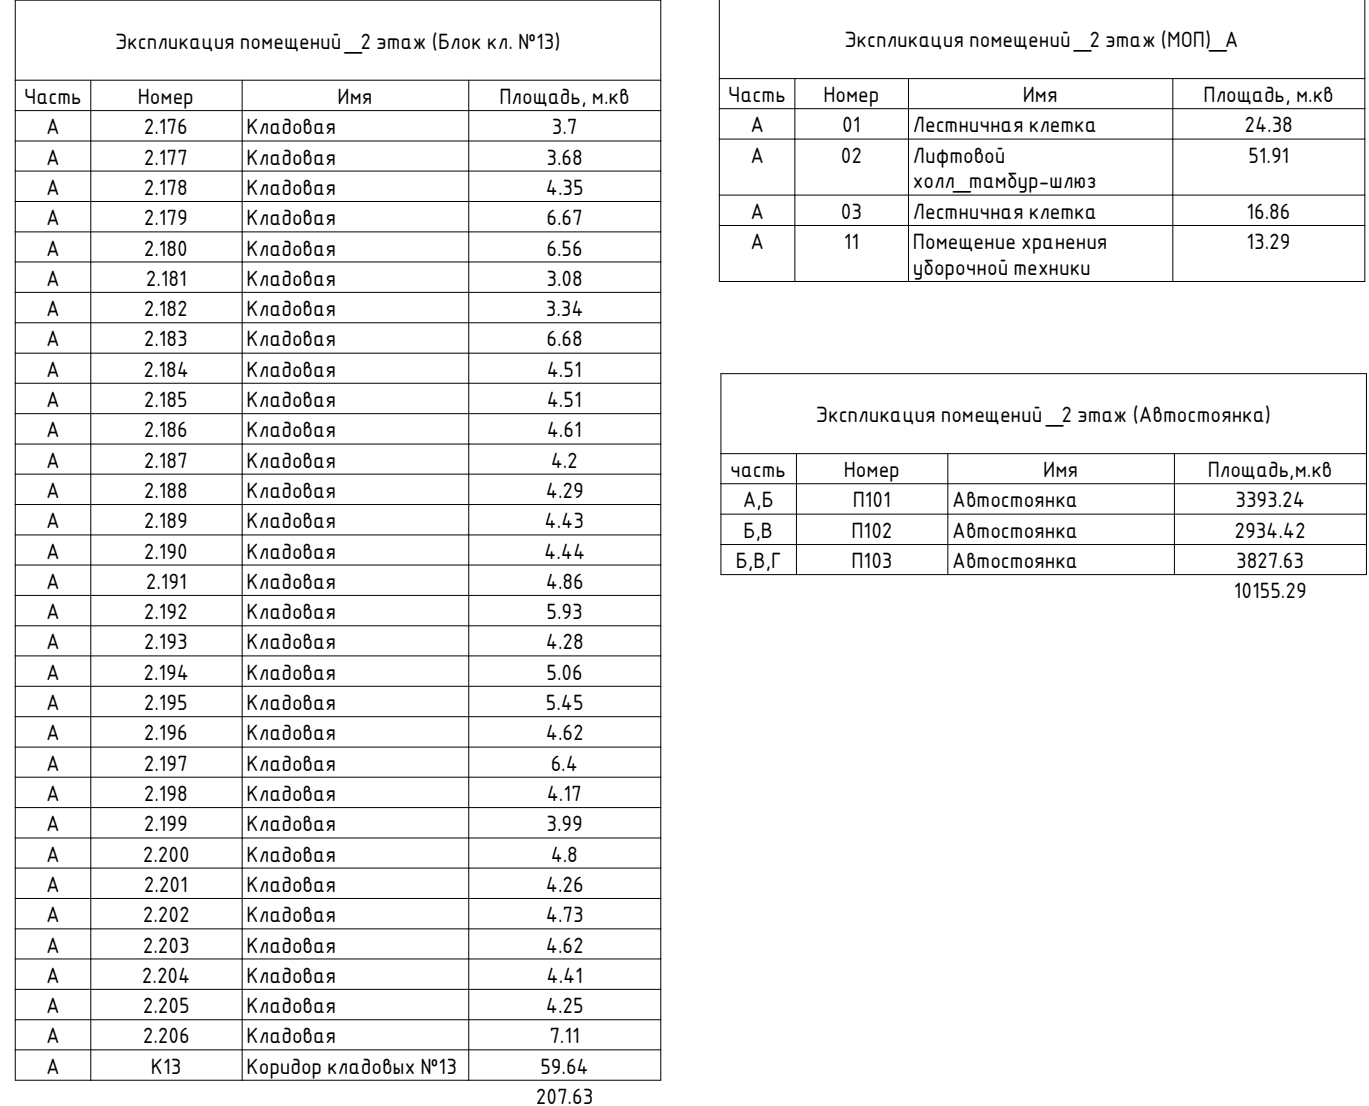 Экспликация помещений__2 этаж (Блок кл. №13)
Часть Номер Имя Площадь, м.кв
А 2.176 Кладовая 3.7
А 2.177 Кладовая 3.68
А 2.178 Кладовая 4.35
А 2.179 Кладовая 6.67
А 2.180 Кладовая 6.56
А 2.181 Кладовая 3.08
А 2.182 Кладовая 3.34
А 2.183 Кладовая 6.68
А 2.184 Кладовая 4.51
А 2.185 Кладовая 4.51
А 2.186 Кладовая 4.61
А 2.187 Кладовая 4.2
А 2.188 Кладовая 4.29
А 2.189 Кладовая 4.43
А 2.190 Кладовая 4.44
А 2.191 Кладовая 4.86
А 2.192 Кладовая 5.93
А 2.193 Кладовая 4.28
А 2.194 Кладовая 5.06
А 2.195 Кладовая 5.45
А 2.196 Кладовая 4.62
А 2.197 Кладовая 6.4
А 2.198 Кладовая 4.17
А 2.199 Кладовая 3.99
А 2.200 Кладовая 4.8
А 2.201 Кладовая 4.26
А 2.202 Кладовая 4.73
А 2.203 Кладовая 4.62
А 2.204 Кладовая 4.41
А 2.205 Кладовая 4.25
А 2.206 Кладовая 7.11
А К13 Коридор кладовых №13 59.64
207.63
Экспликация помещений__2 этаж (МОП)__А
Часть Номер Имя Площадь, м.кв
А 01 Лестничная клетка 24.38
А 02 Лифтовой 51.91
холл__тамбур-шлюз
А 03 Лестничная клетка 16.86
А 11 Помещение хранения 13.29
уборочной техники
Экспликация помещений__2 этаж (Автостоянка)
часть Номер Имя Площадь,м.кв
А,Б П101 Автостоянка 3393.24
Б,В П102 Автостоянка 2934.42
Б,В,Г П103 Автостоянка 3827.63
10155.29